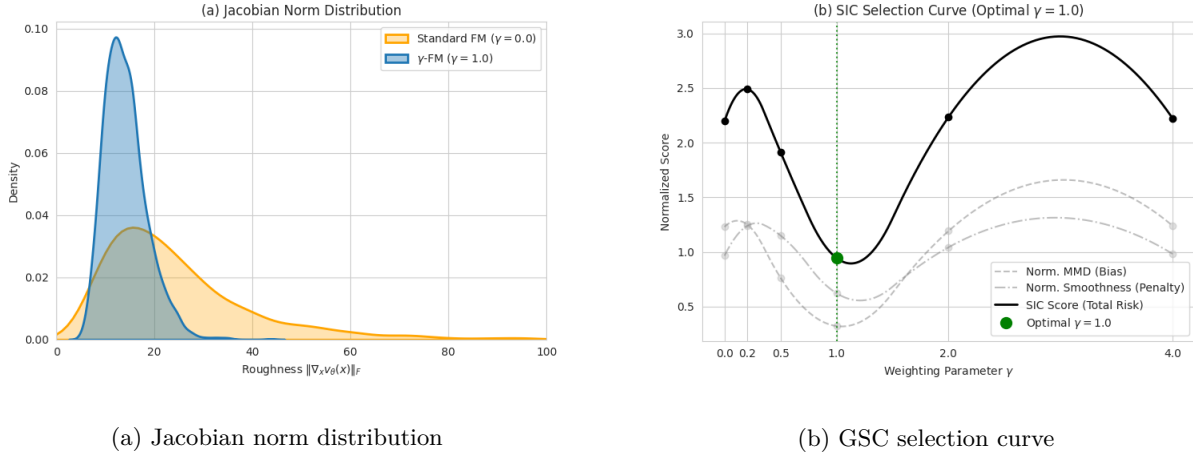 (a) Jacobian Norm Distribution
0.10
0.08
0.06
0.04
0.02
0.00
Density
Standard FM (γ = 0.0)
γ-FM (γ = 1.0)
0
20
40
60
80
100
Roughness ‖∇ₓv_θ(x)‖_F
(b) SIC Selection Curve (Optimal γ = 1.0)
3.0
2.5
2.0
1.5
1.0
0.5
Normalized Score
Norm. MMD (Bias)
Norm. Smoothness (Penalty)
SIC Score (Total Risk)
Optimal γ = 1.0
0.0
0.2
0.5
1.0
2.0
4.0
Weighting Parameter γ
(a) Jacobian norm distribution
(b) GSC selection curve